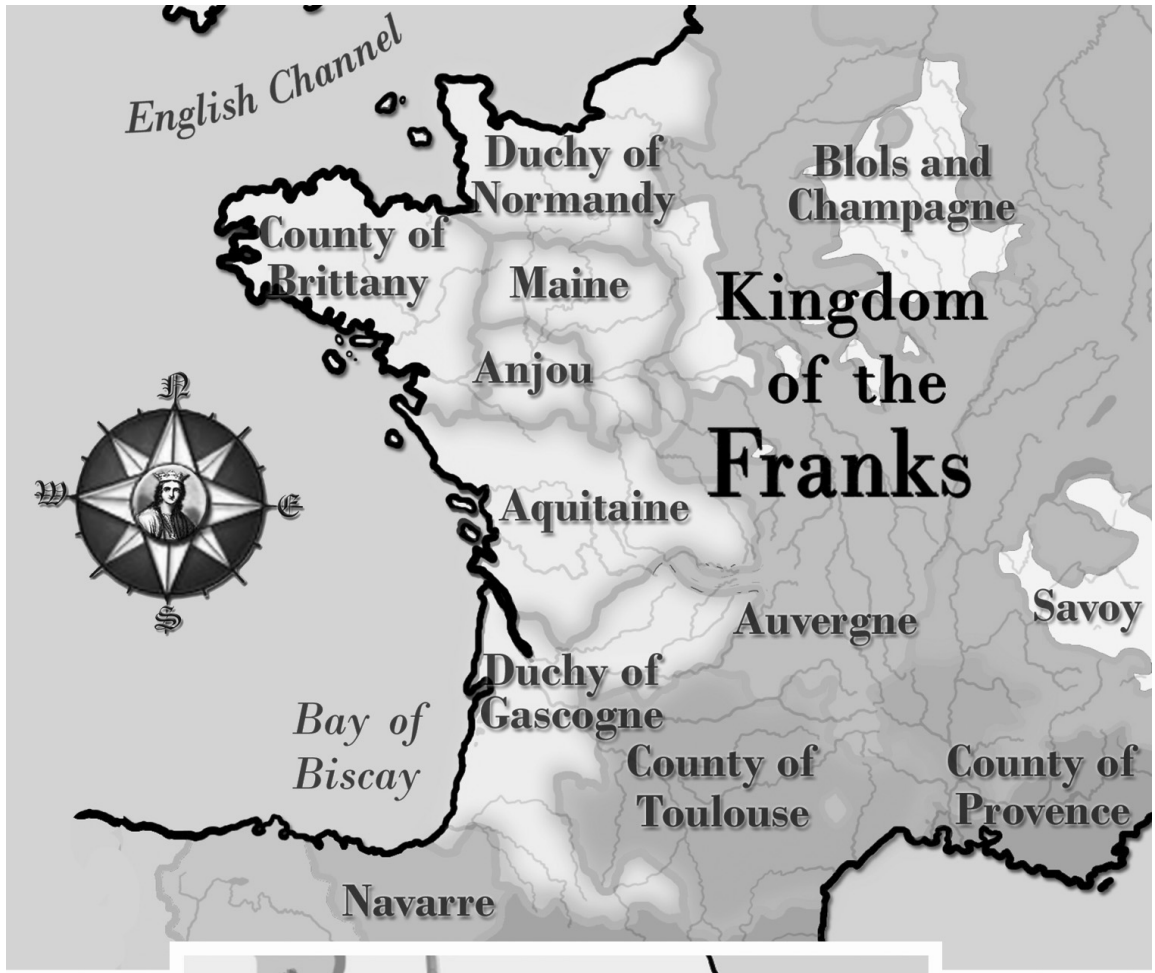 English Channel
Duchy of
Normandy
Blols and
Champagne
County of
Brittany
Maine
Kingdom
of the
Franks
Anjou
N
W
E
S
Aquitaine
Auvergne
Savoy
Duchy of
Gascogne
Bay of
Biscay
County of
Toulouse
County of
Provence
Navarre